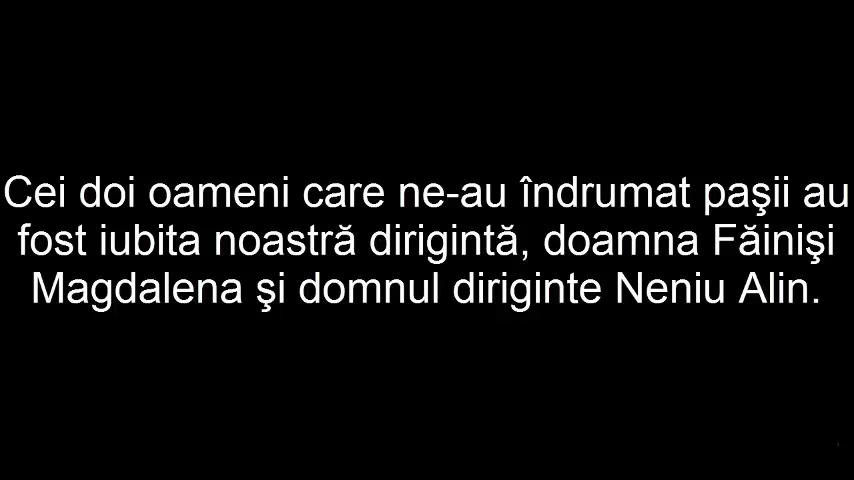 Cei doi oameni care ne-au îndrumat paşii au
fost iubita noastră dirigintă, doamna Făinişi
Magdalena şi domnul diriginte Neniu Alin.